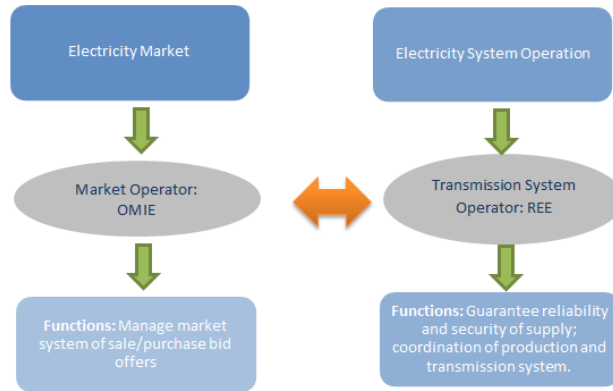 Electricity Market
Electricity System Operation
Market Operator:
OMIE
Transmission System
Operator: REE
Functions: Manage market
system of sale/purchase bid
offers
Functions: Guarantee reliability
and security of supply;
coordination of production and
transmission system.